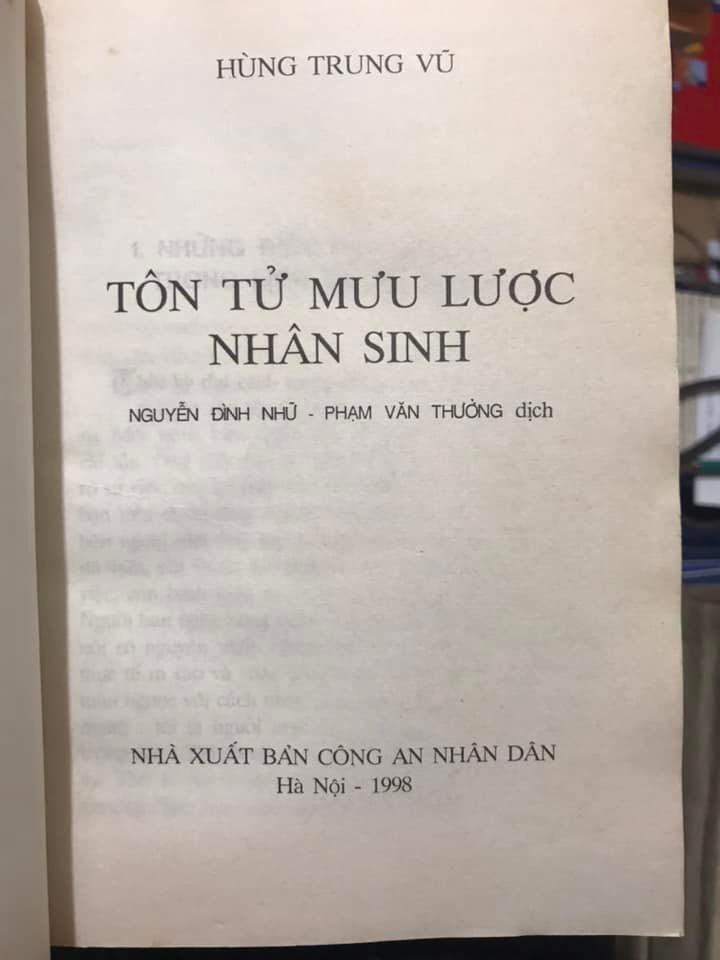 HÙNG TRUNG VŨ
TÔN TỬ MƯU LƯỢC
NHÂN SINH
NGUYỄN ĐÌNH NHỮ - PHẠM VĂN THƯỞNG dịch
NHÀ XUẤT BẢN CÔNG AN NHÂN DÂN
Hà Nội - 1998